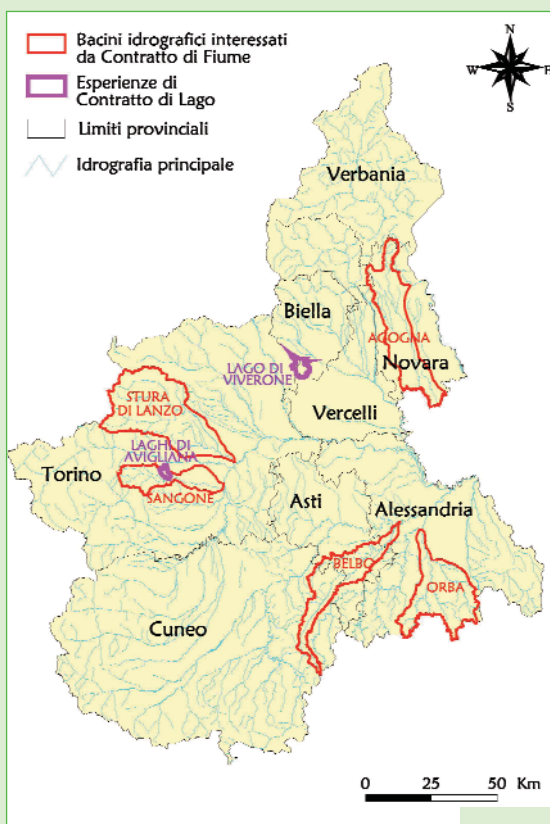 Bacini idrografici interessati
da Contratto di Fiume
Esperienze di
Contratto di Lago
Limiti provinciali
Idrografia principale
N
W
E
S
Verbania
Biella
AGOGNA
Novara
LAGO DI
VIVERONE
Vercelli
STURA
DI LANZO
LAGHI DI
AVIGLIANA
Torino
SANGONE
Asti
Alessandria
BELBO
ORBA
Cuneo
0 25 50 Km